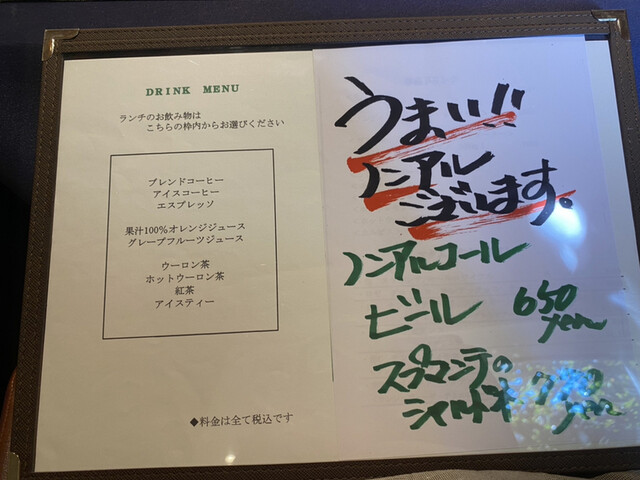 DRINK MENU
ランチのお飲み物は
こちらの枠内からお選びください
ブレンドコーヒー
アイスコーヒー
エスプレッソ
果汁100%オレンジジュース
グレープフルーツジュース
ウーロン茶
ホットウーロン茶
紅茶
アイスティー
◆料金は全て税込です
うまい!!
ノンアル
ございます。
ノンアルコール
ビール 650
yen
スプマンテの
シャルドネ
yen